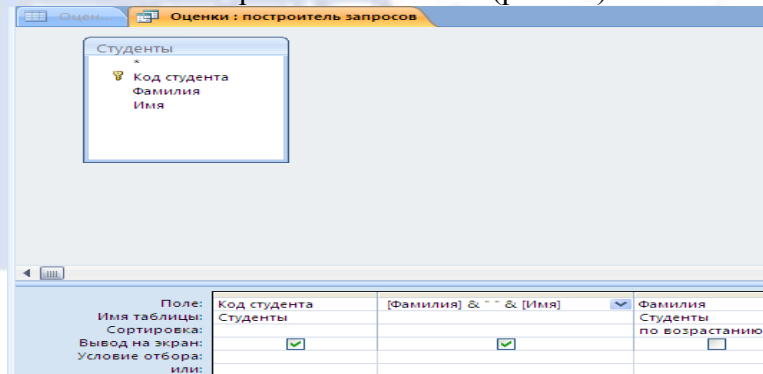 Оцен... Оценки : построитель запросов
Студенты
*
Код студента
Фамилия
Имя
Поле: Код студента [Фамилия] & " " & [Имя] Фамилия
Имя таблицы: Студенты Студенты
Сортировка: по возрастанию
Вывод на экран:
Условие отбора:
или: